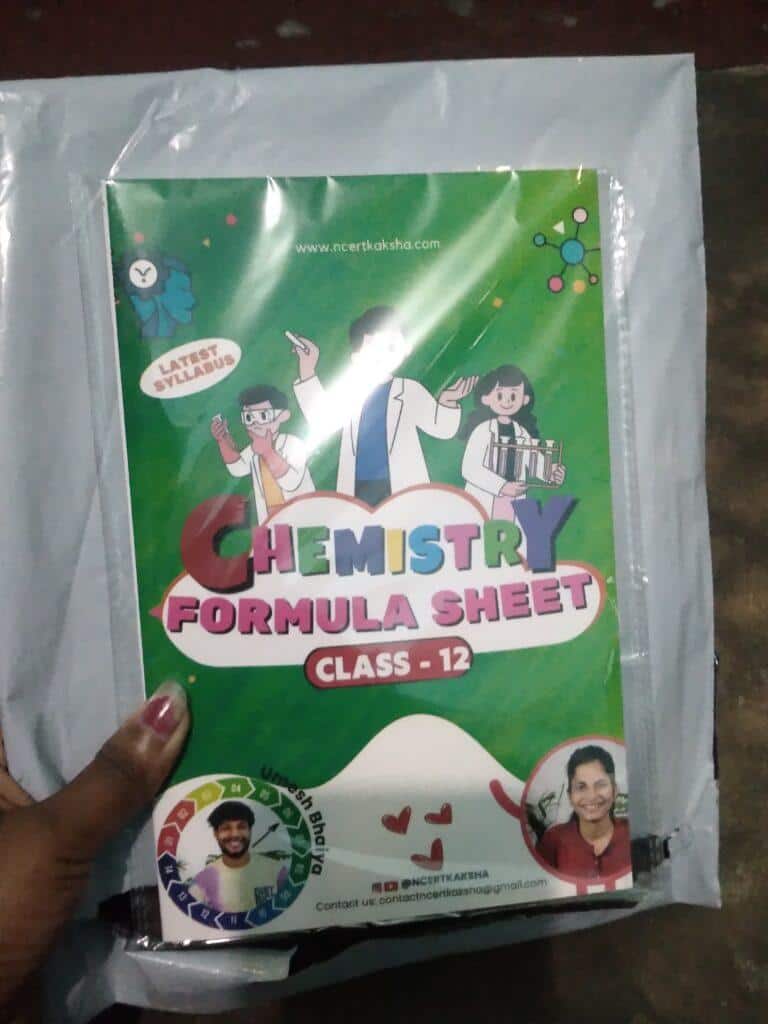 www.ncertkaksha.com
LATEST
SYLLABUS
CHEMISTRY
FORMULA SHEET
CLASS - 12
Umesh Bhaiya
@NCERTKAKSHA
Contact us: contactncertkaksha@gmail.com